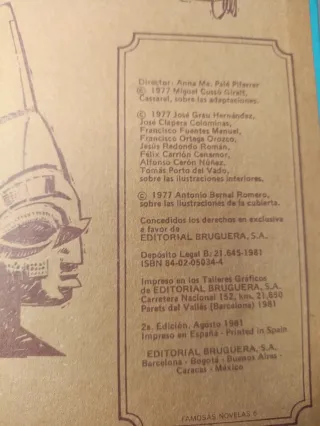 Director: Anna Ma. Palé Pifarrer
© 1977 Miguel Cussó Giralt,
Cassarel, sobre las adaptaciones.
© 1977 José Grau Hernández,
José Clapera Colominas,
Francisco Fuentes Manuel,
Francisco Ortega Orozco,
Jesús Redondo Román,
Félix Carrión Cenamor,
Alfonso Cerón Núñez,
Tomás Porto del Vado,
sobre las ilustraciones interiores.
© 1977 Antonio Bernal Romero,
sobre las ilustraciones de la cubierta.
Concedidos los derechos en exclusiva
a favor de
EDITORIAL BRUGUERA, S.A.
Depósito Legal B: 21.645-1981
ISBN 84-02-05034-4
Impreso en los Talleres Gráficos
de EDITORIAL BRUGUERA, S.A.
Carretera Nacional 152, km, 21,650
Parets del Vallès (Barcelona) 1981
2a. Edición. Agosto 1981
Impreso en España - Printed in Spain
EDITORIAL BRUGUERA, S.A.
Barcelona - Bogotá - Buenos Aires -
Caracas - México
FAMOSAS NOVELAS